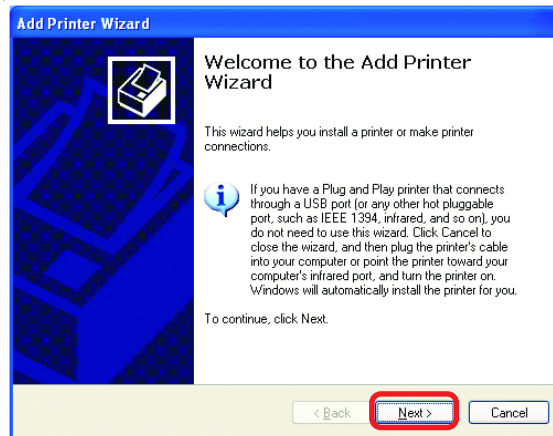 Add Printer Wizard
Welcome to the Add Printer
Wizard
This wizard helps you install a printer or make printer
connections.
If you have a Plug and Play printer that connects
through a USB port (or any other hot pluggable
port, such as IEEE 1394, infrared, and so on), you
do not need to use this wizard. Click Cancel to
close the wizard, and then plug the printer's cable
into your computer or point the printer toward your
computer's infrared port, and turn the printer on.
Windows will automatically install the printer for you.
To continue, click Next.
< Back Next > Cancel